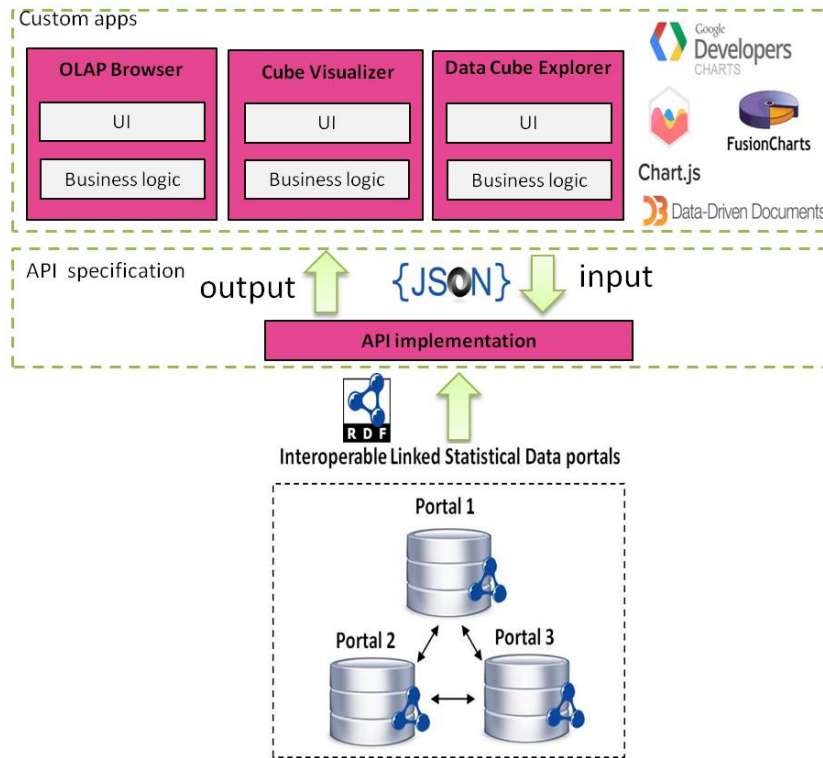 Custom apps
OLAP Browser
UI
Business logic
Cube Visualizer
UI
Business logic
Data Cube Explorer
UI
Business logic
Google
Developers
CHARTS
Chart.js
FusionCharts
D3 Data-Driven Documents
API specification
output
{JSON}
input
API implementation
RDF
Interoperable Linked Statistical Data portals
Portal 1
Portal 2
Portal 3